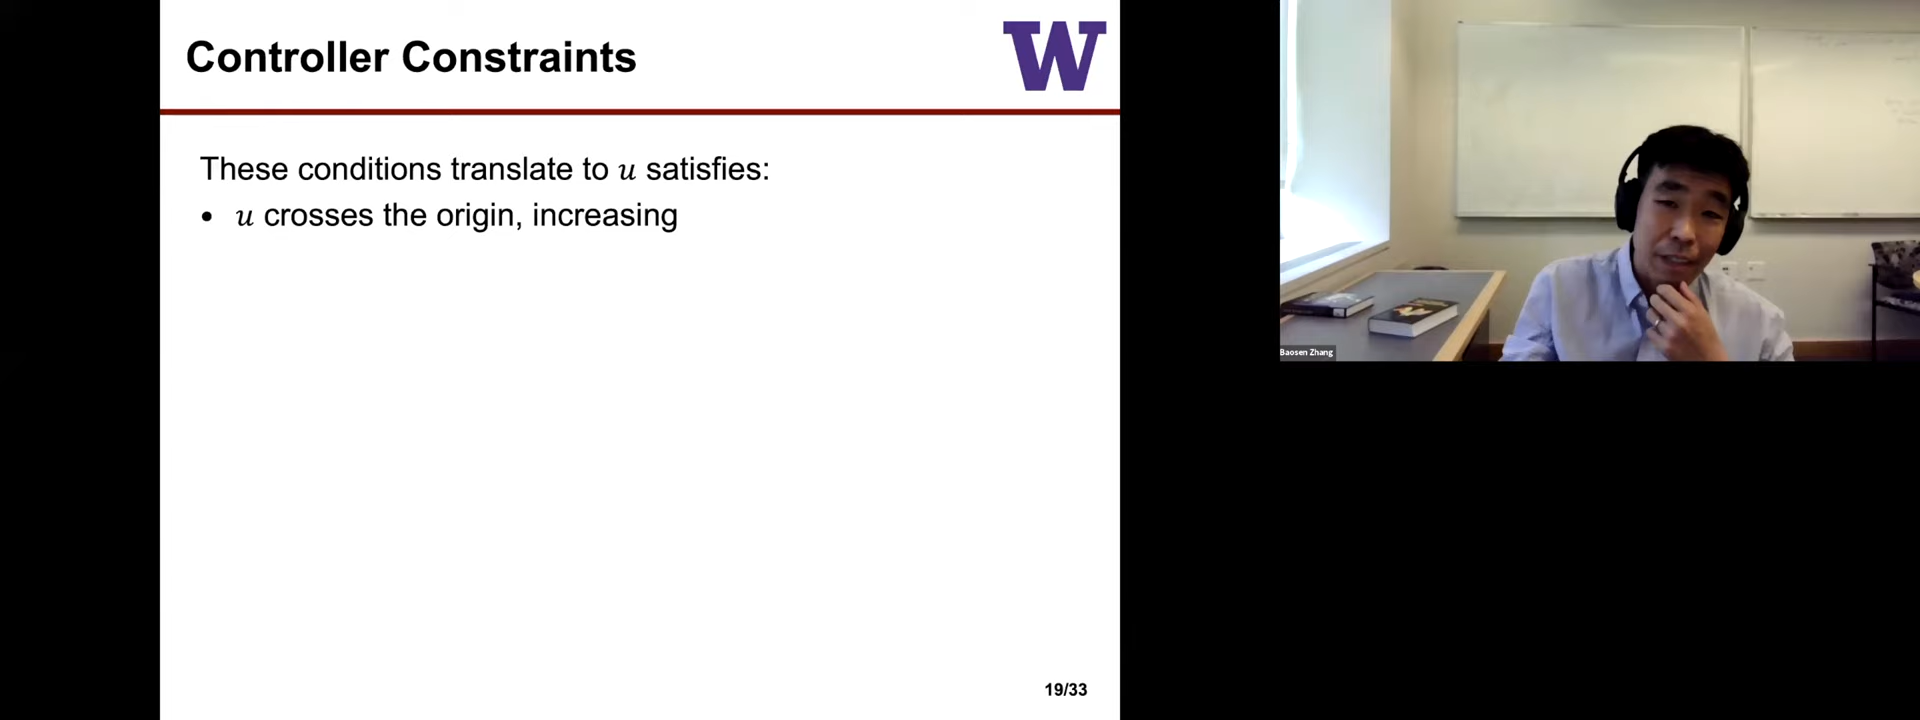 Controller Constraints
W
These conditions translate to u satisfies:
• u crosses the origin, increasing
19/33
Baosen Zhang